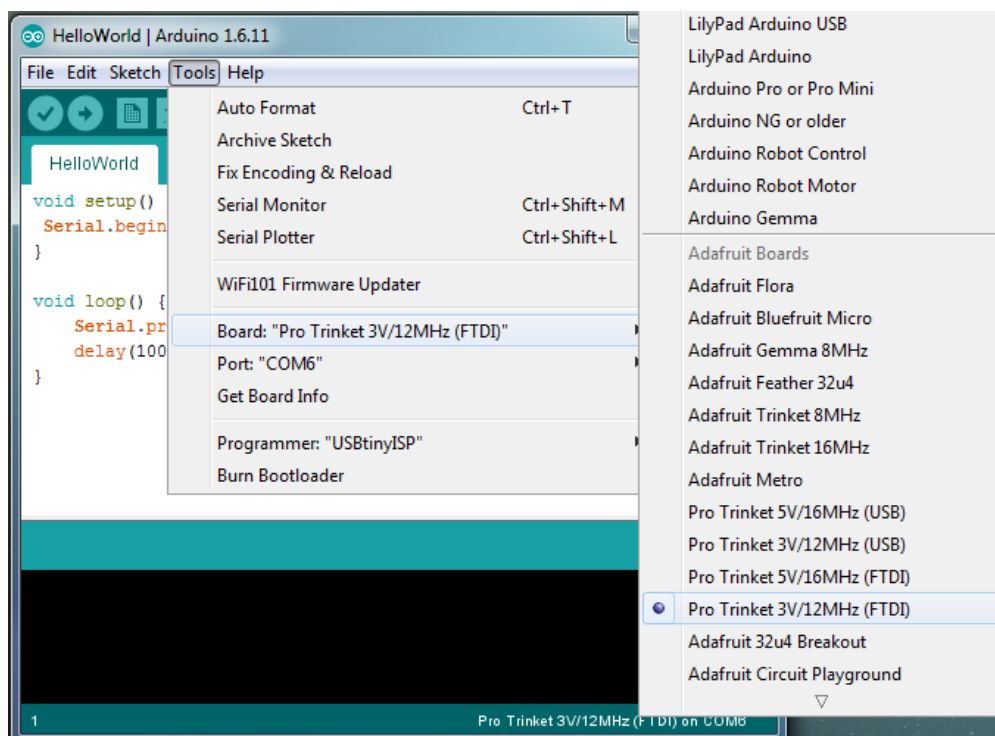 HelloWorld | Arduino 1.6.11
File Edit Sketch Tools Help
HelloWorld
void setup()
Serial.begin
}
void loop() {
Serial.pr
delay(100
}
Auto Format Ctrl+T
Archive Sketch
Fix Encoding & Reload
Serial Monitor Ctrl+Shift+M
Serial Plotter Ctrl+Shift+L
WiFi101 Firmware Updater
Board: "Pro Trinket 3V/12MHz (FTDI)"
Port: "COM6"
Get Board Info
Programmer: "USBtinyISP"
Burn Bootloader
LilyPad Arduino USB
LilyPad Arduino
Arduino Pro or Pro Mini
Arduino NG or older
Arduino Robot Control
Arduino Robot Motor
Arduino Gemma
Adafruit Boards
Adafruit Flora
Adafruit Bluefruit Micro
Adafruit Gemma 8MHz
Adafruit Feather 32u4
Adafruit Trinket 8MHz
Adafruit Trinket 16MHz
Adafruit Metro
Pro Trinket 5V/16MHz (USB)
Pro Trinket 3V/12MHz (USB)
Pro Trinket 5V/16MHz (FTDI)
Pro Trinket 3V/12MHz (FTDI)
Adafruit 32u4 Breakout
Adafruit Circuit Playground
1 Pro Trinket 3V/12MHz (FTDI) on COM6